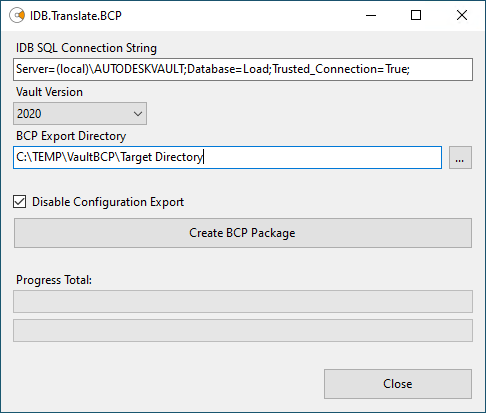 IDB.Translate.BCP
IDB SQL Connection String
Server=(local)\AUTODESKVAULT;Database=Load;Trusted_Connection=True;
Vault Version
2020
BCP Export Directory
C:\TEMP\VaultBCP\Target Directory
...
Disable Configuration Export
Create BCP Package
Progress Total:
Close